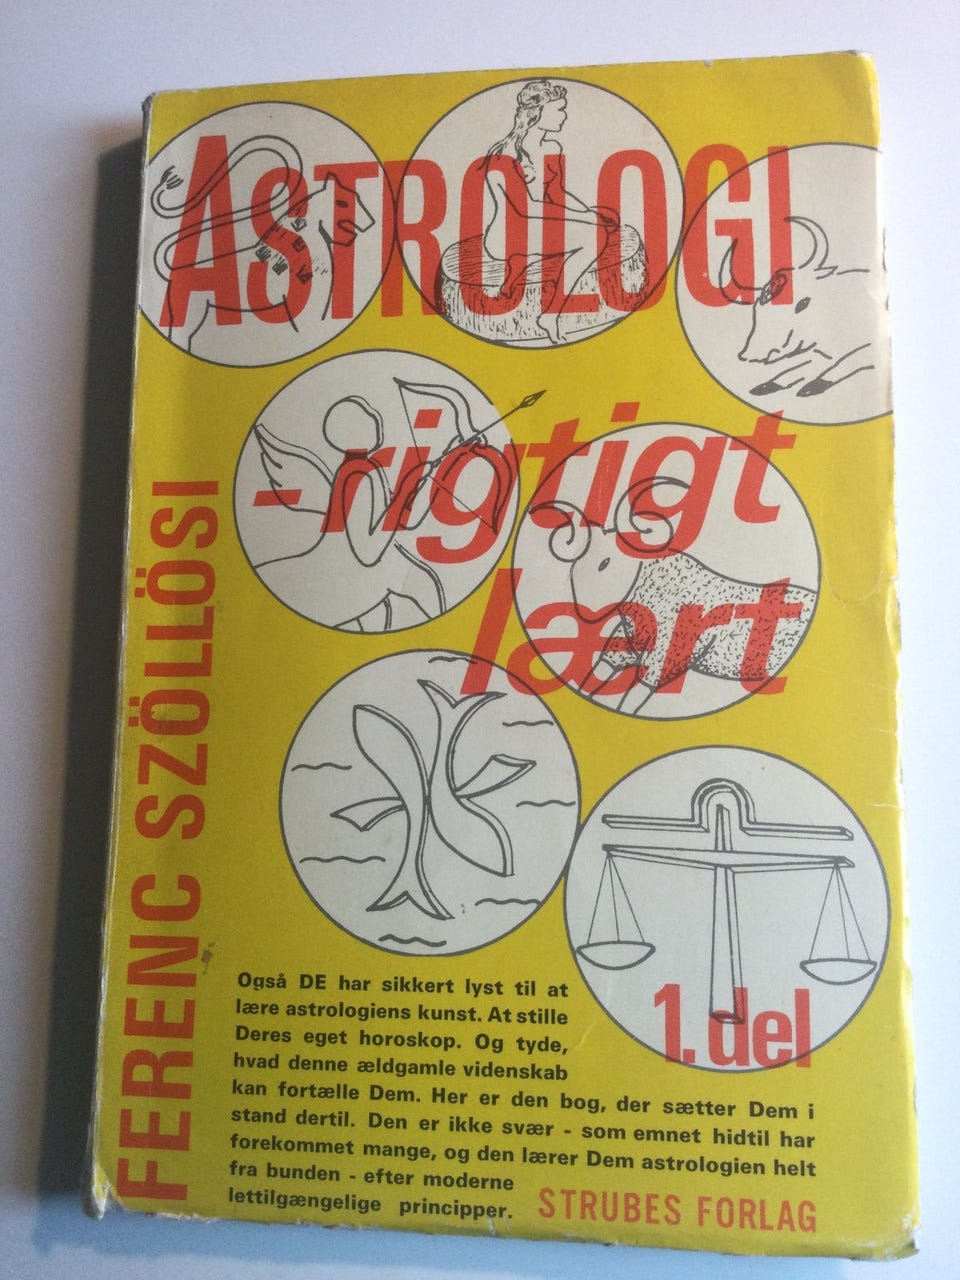 ASTROLOGI
-rigtigt
lært
FERENC SZÖLLÖSI
1. del
Også DE har sikkert lyst til at
lære astrologiens kunst. At stille
Deres eget horoskop. Og tyde,
hvad denne ældgamle videnskab
kan fortælle Dem. Her er den bog, der sætter Dem i
stand dertil. Den er ikke svær - som emnet hidtil har
forekommet mange, og den lærer Dem astrologien helt
fra bunden - efter moderne
lettilgængelige principper.
STRUBES FORLAG